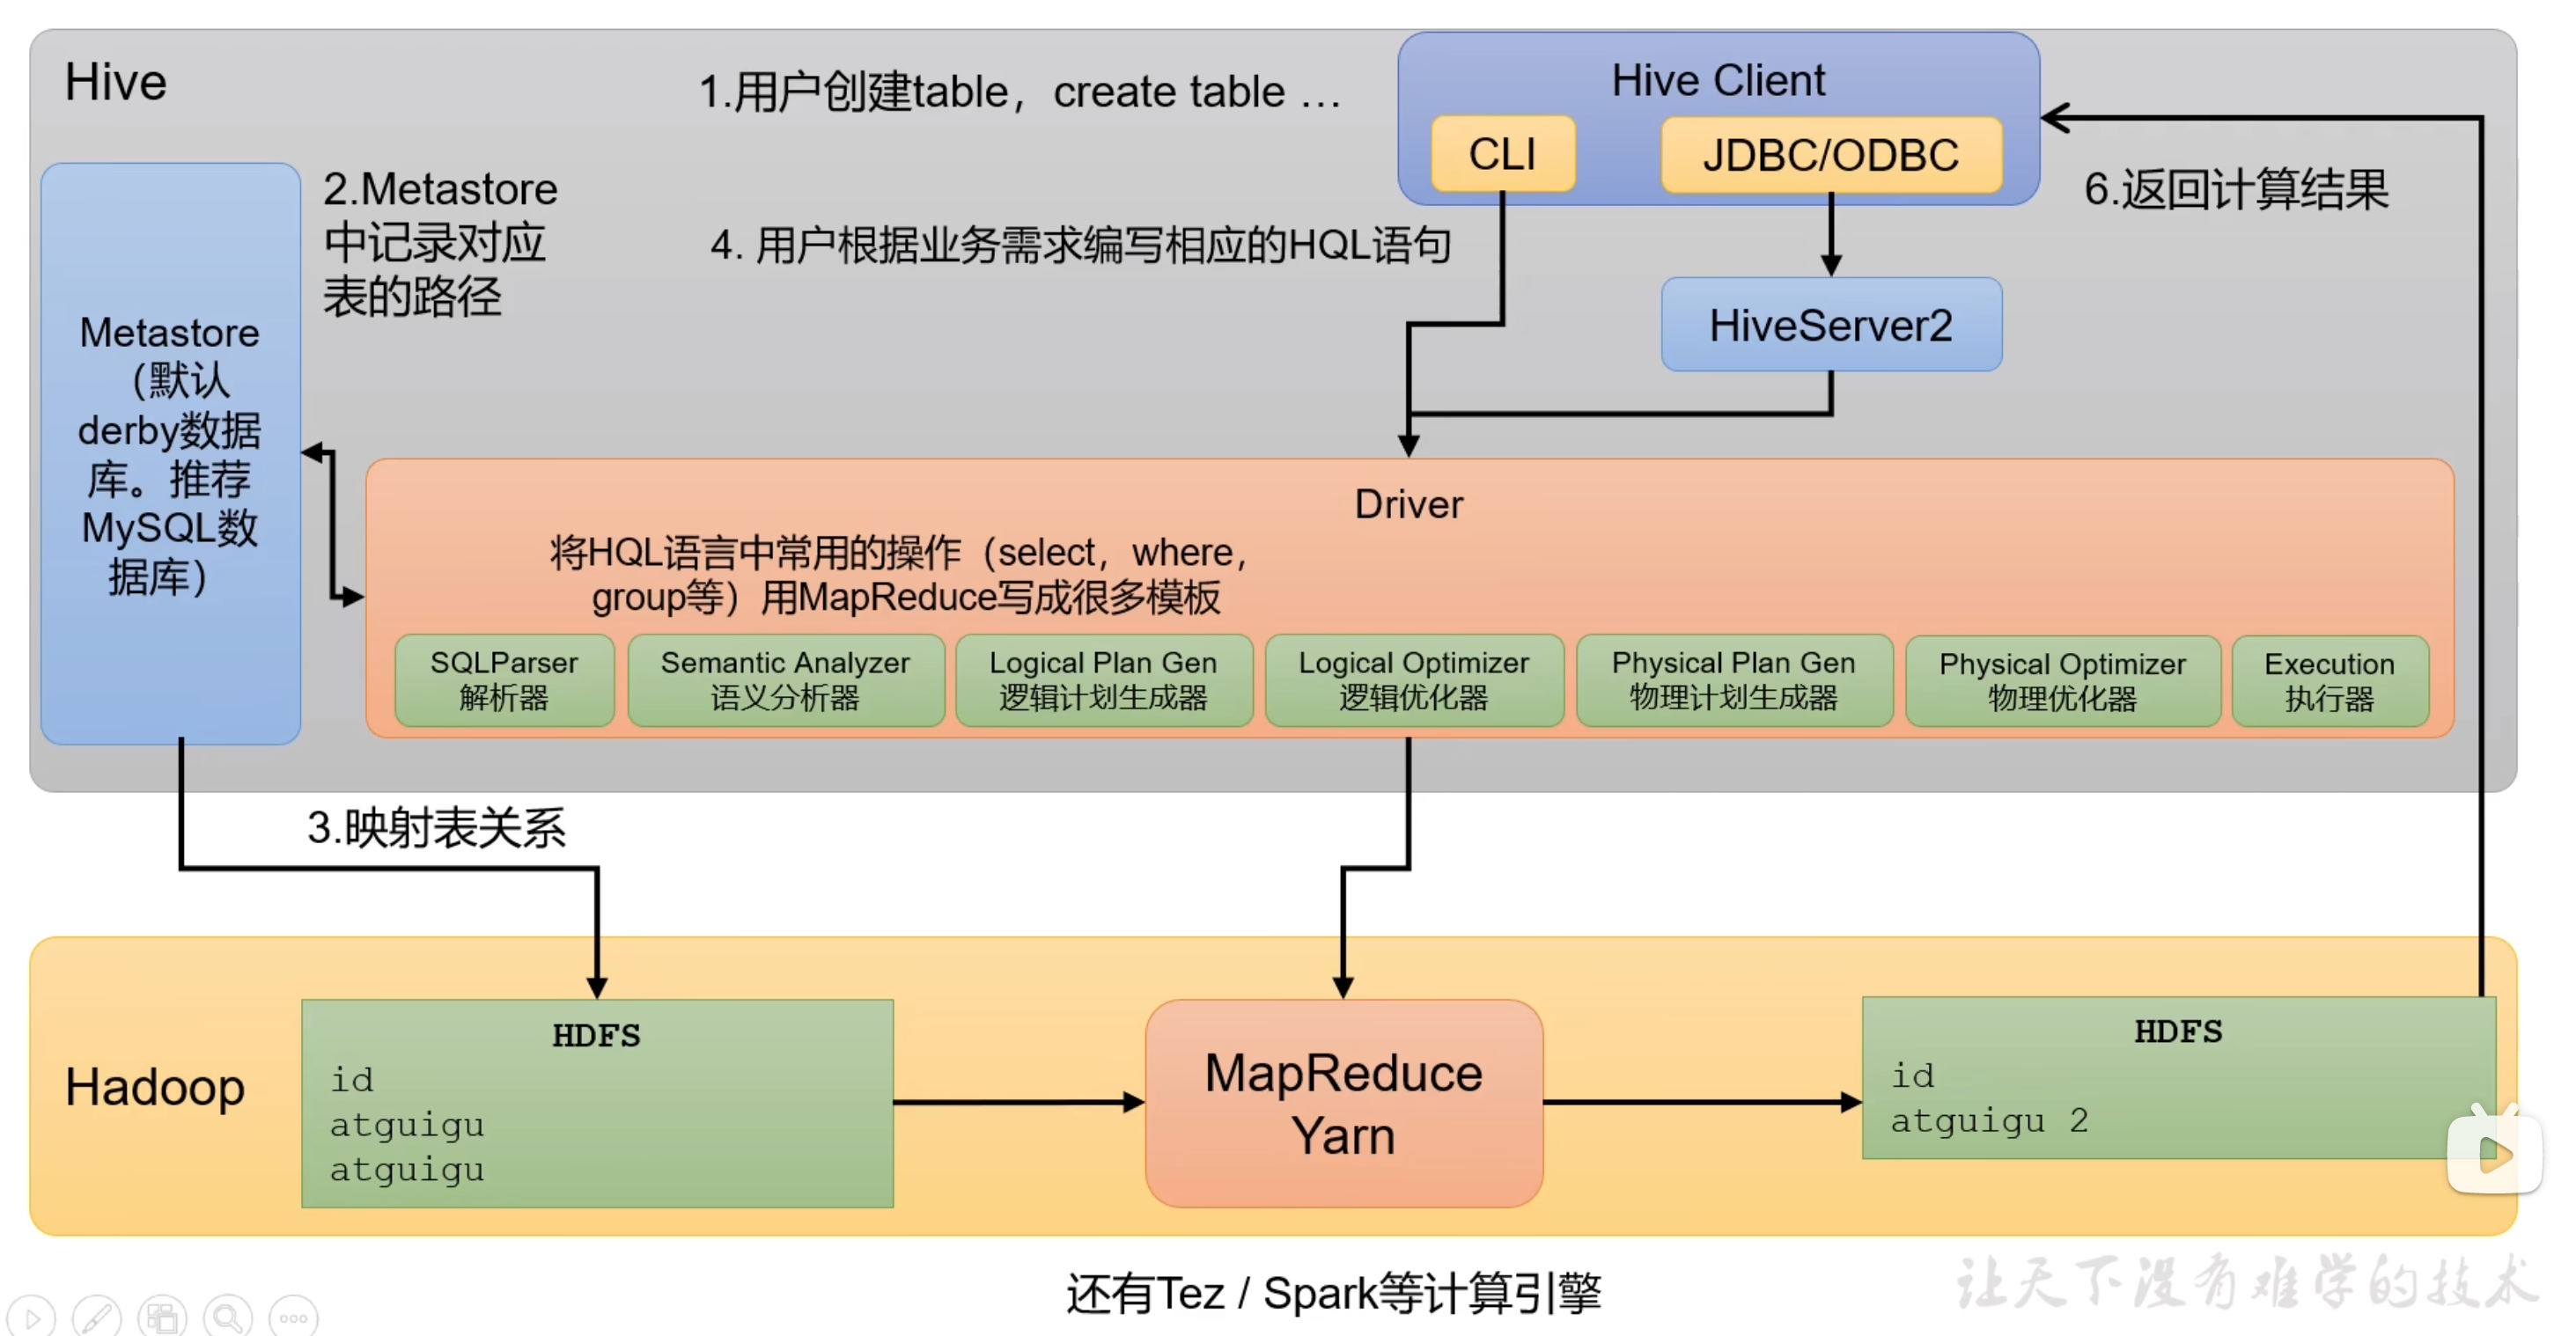 Hive
1.用户创建table，create table …
Hive Client
CLI
JDBC/ODBC
2.Metastore
中记录对应
表的路径
4. 用户根据业务需求编写相应的HQL语句
6.返回计算结果
HiveServer2
Metastore
（默认
derby数据
库。推荐
MySQL数
据库）
Driver
将HQL语言中常用的操作（select，where，
group等）用MapReduce写成很多模板
SQLParser
解析器
Semantic Analyzer
语义分析器
Logical Plan Gen
逻辑计划生成器
Logical Optimizer
逻辑优化器
Physical Plan Gen
物理计划生成器
Physical Optimizer
物理优化器
Execution
执行器
3.映射表关系
Hadoop
HDFS
id
atguigu
atguigu
MapReduce
Yarn
HDFS
id
atguigu 2
还有Tez / Spark等计算引擎
让天下没有难学的技术